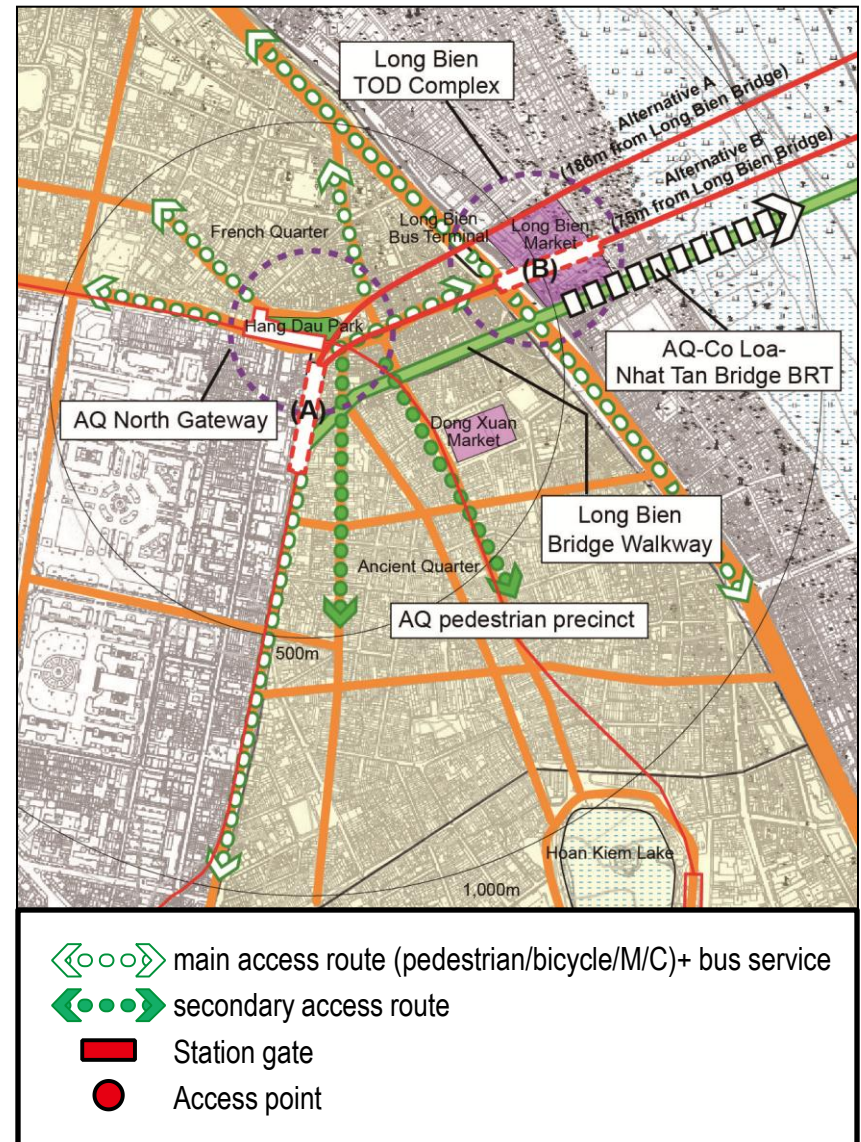 Long Bien
TOD Complex
Alternative A
(186m from Long Bien Bridge)
Alternative B
(75m from Long Bien Bridge)
French Quarter
Long Bien
Bus Terminal
Long Bien
Market
(B)
Hang Dau Park
AQ-Co Loa-
Nhat Tan Bridge BRT
AQ North Gateway
(A)
Dong Xuan
Market
Long Bien
Bridge Walkway
Ancient Quarter
AQ pedestrian precinct
500m
Hoan Kiem Lake
1,000m
main access route (pedestrian/bicycle/M/C)+ bus service
secondary access route
Station gate
Access point